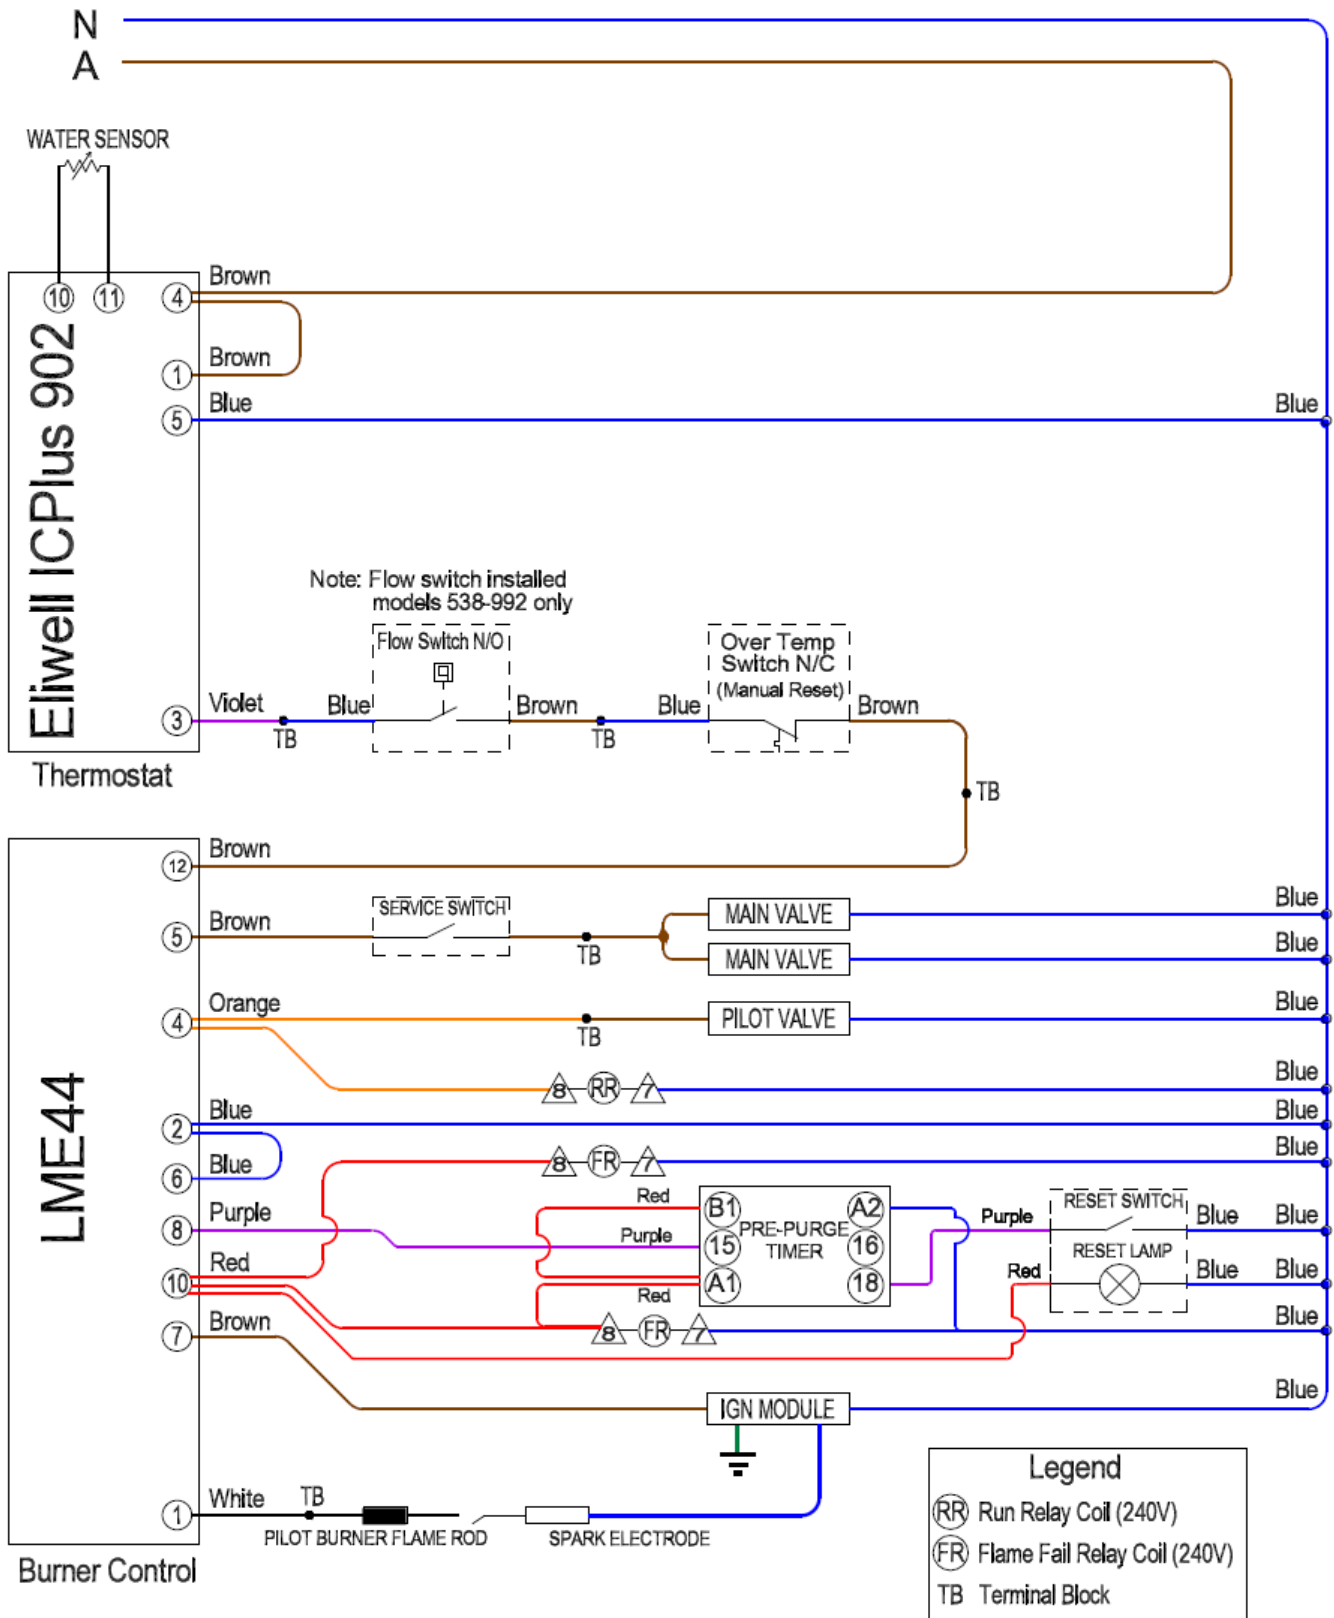 N
A
WATER SENSOR
10 11 4
Brown
1
Brown
5
Blue
Blue
Eliwell ICPlus 902
Note: Flow switch installed
models 538-992 only
Flow Switch N/O
Over Temp
Switch N/C
(Manual Reset)
3
Violet
TB
Blue
Brown
TB
Blue
Brown
Thermostat
TB
12
Brown
5
Brown
SERVICE SWITCH
TB
MAIN VALVE
Blue
MAIN VALVE
Blue
4
Orange
TB
PILOT VALVE
Blue
LME44
8 RR 7
Blue
2
Blue
Blue
6
Blue
8 FR 7
Blue
8
Purple
Red
Purple
Red
B1 A2
15 PRE-PURGE 16
TIMER
A1 18
Purple
RESET SWITCH
Blue
Blue
10
Red
Red
RESET LAMP
Blue
Blue
8 FR 7
Blue
7
Brown
IGN MODULE
Blue
1
White
TB
PILOT BURNER FLAME ROD
SPARK ELECTRODE
Burner Control
Legend
RR Run Relay Coil (240V)
FR Flame Fail Relay Coil (240V)
TB Terminal Block